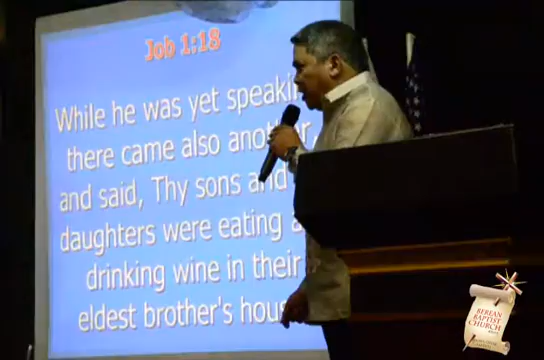 Job 1:18
While he was yet speakin
there came also anoth r,
and said, Thy sons and
daughters were eating a
drinking wine in their
eldest brother's hous
BEREAN
BAPTIST
CHURCH